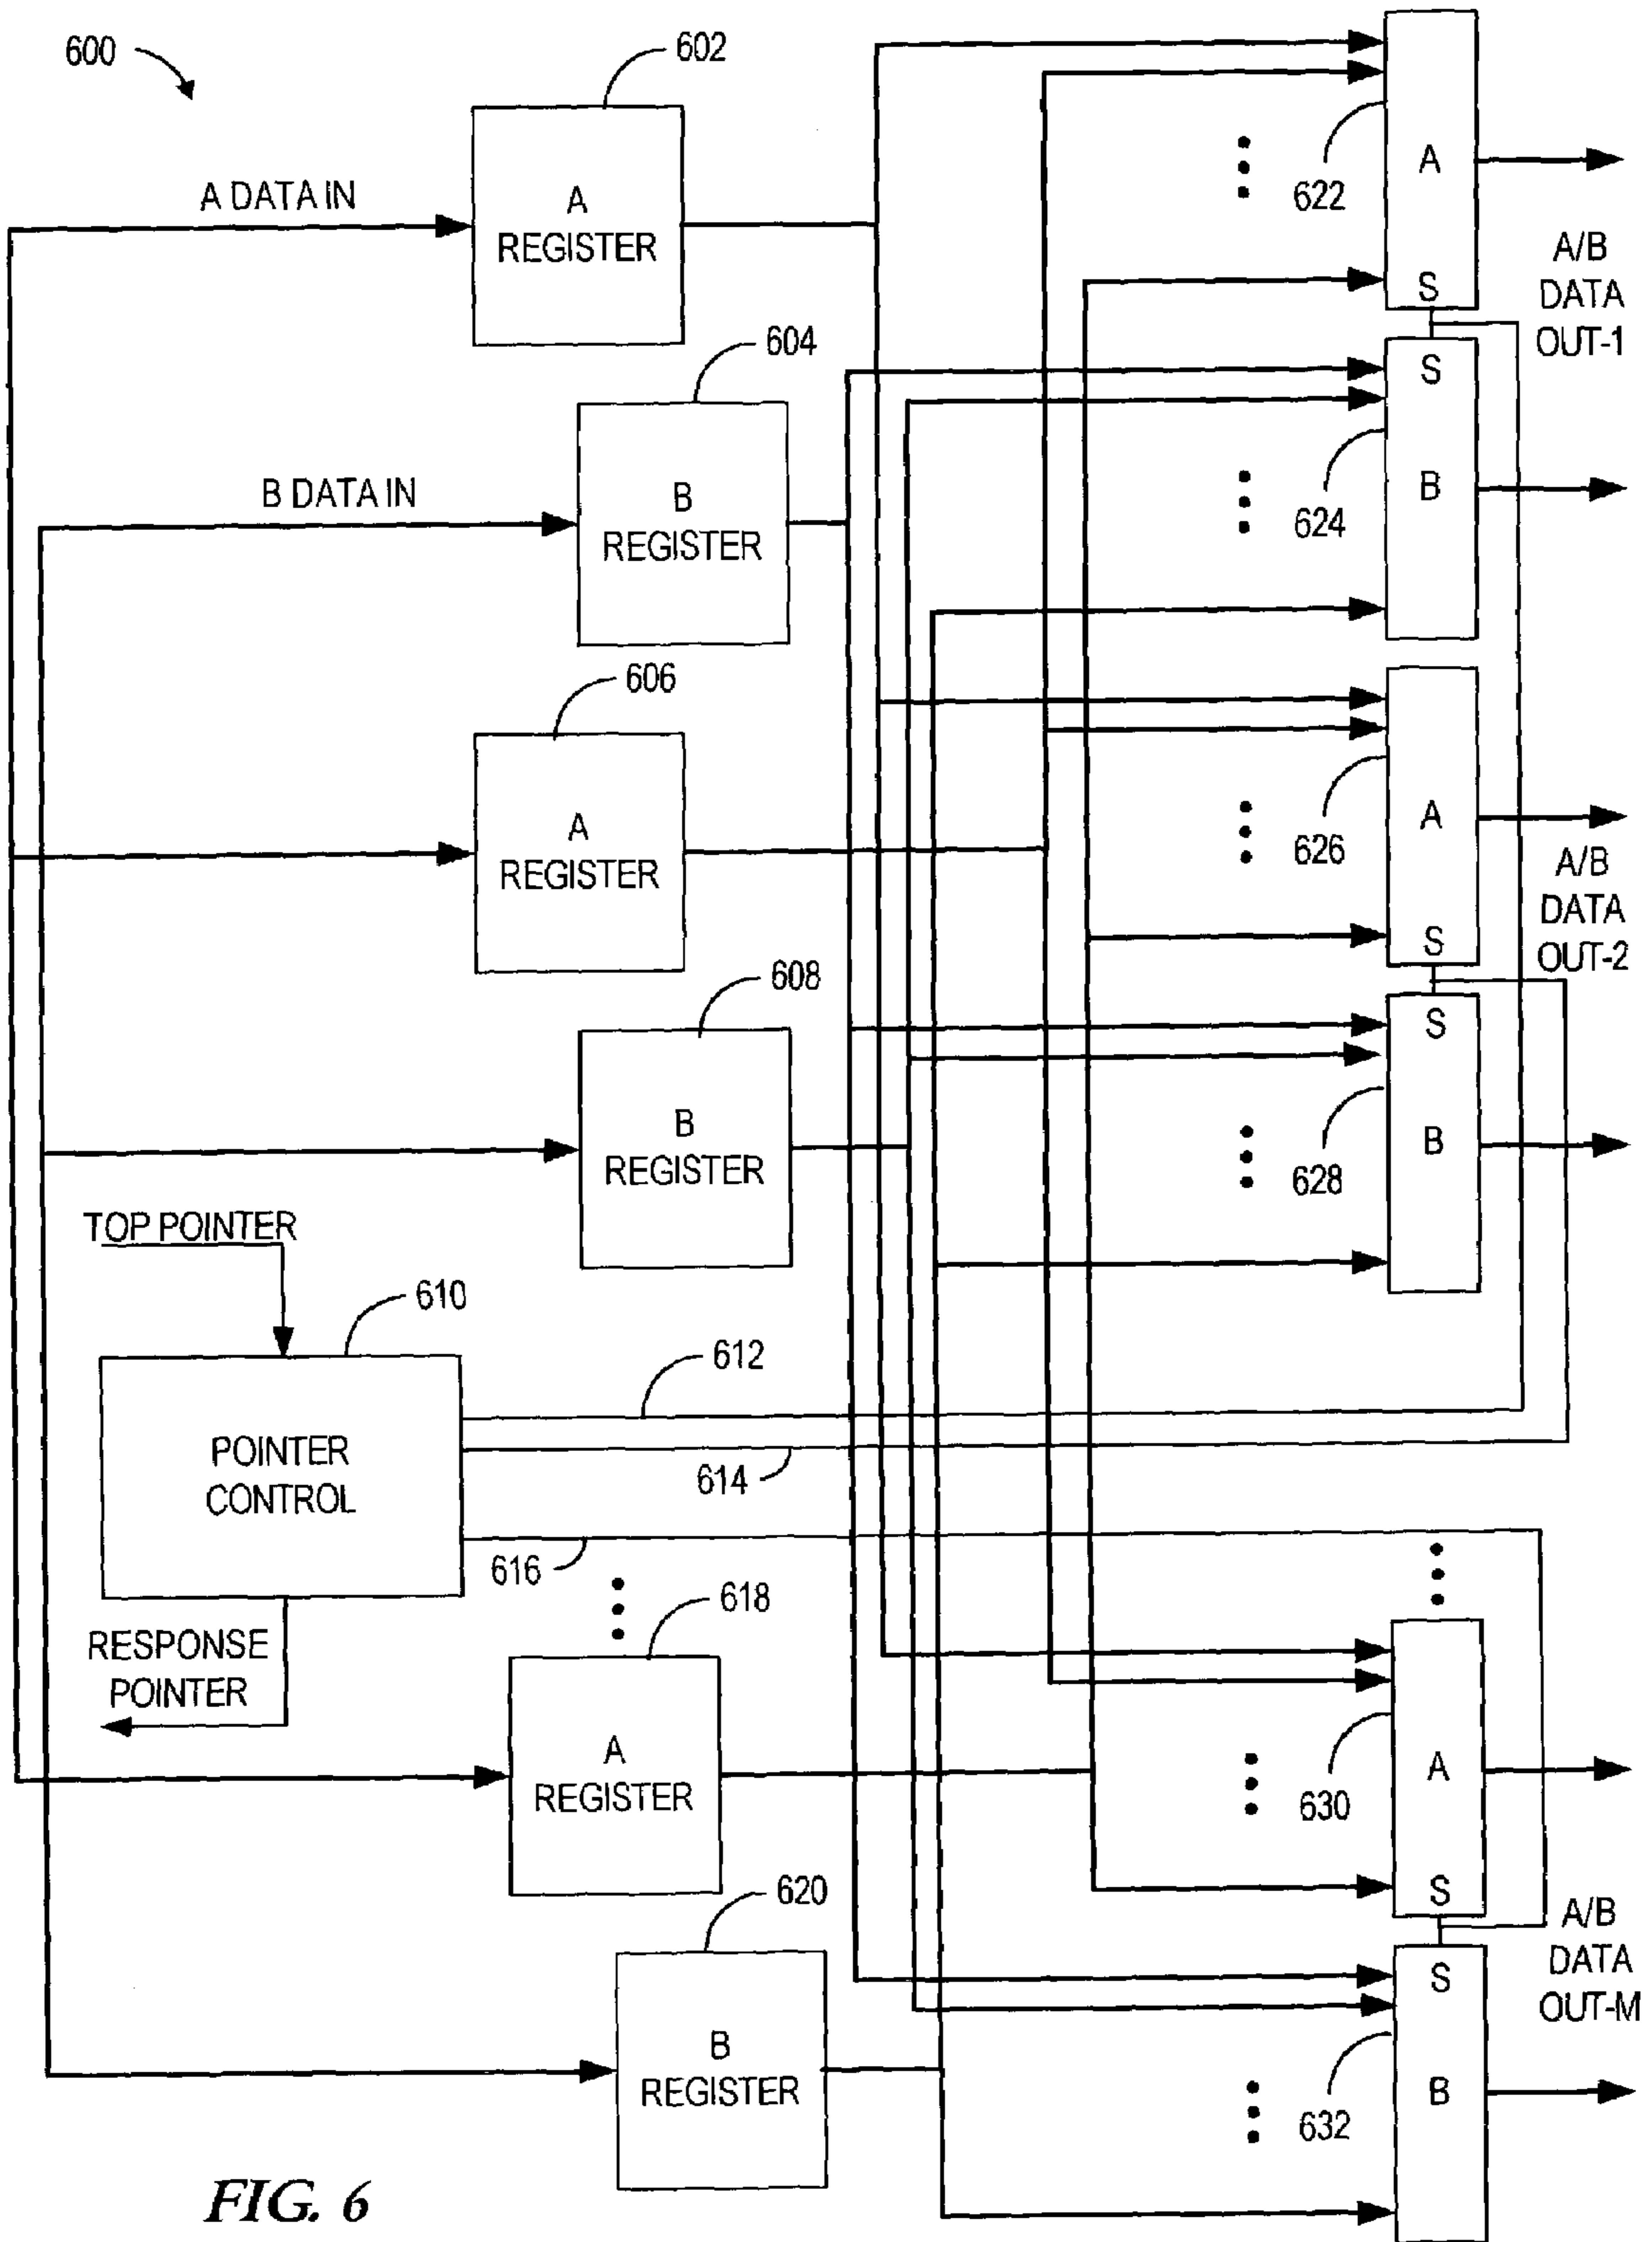 600
602
A DATA IN
A
REGISTER
622
A
S
A/B
DATA
OUT-1
604
B DATA IN
B
REGISTER
S
624
B
606
A
REGISTER
626
A
S
A/B
DATA
OUT-2
608
B
REGISTER
S
628
B
TOP POINTER
610
POINTER
CONTROL
612
614
616
RESPONSE
POINTER
618
A
REGISTER
630
A
S
A/B
DATA
OUT-M
620
B
REGISTER
S
632
B
FIG. 6